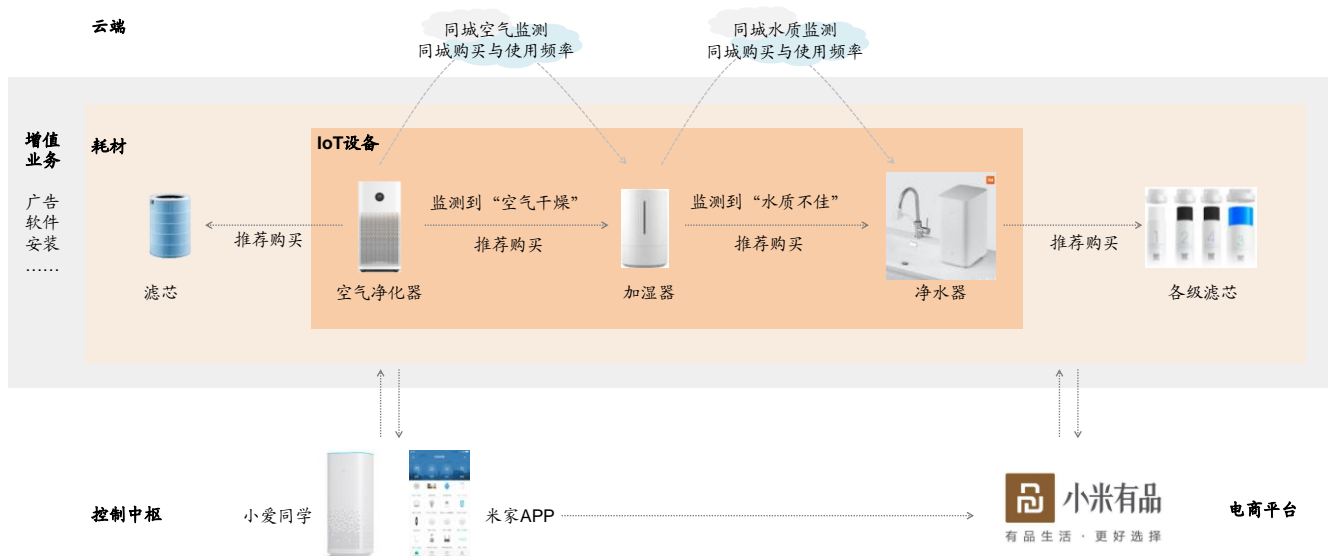 云端
同城空气监测
同城购买与使用频率
同城水质监测
同城购买与使用频率
增值
业务
广告
软件
安装
……
耗材
IoT设备
监测到“空气干燥”
监测到“水质不佳”
推荐购买
推荐购买
推荐购买
推荐购买
滤芯
空气净化器
加湿器
净水器
各级滤芯
1
2
4
3
控制中枢
小爱同学
米家APP
小米有品
有品生活 · 更好选择
电商平台